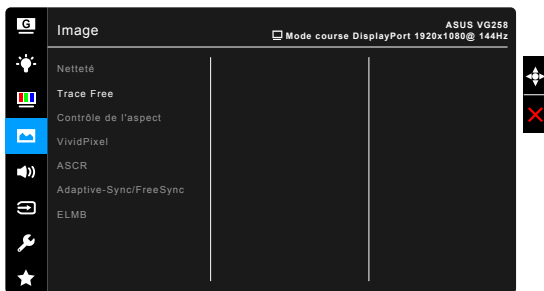 G
Image
ASUS VG258
Mode course DisplayPort 1920x1080@ 144Hz
Netteté
Trace Free
Contrôle de l'aspect
VividPixel
ASCR
Adaptive-Sync/FreeSync
ELMB